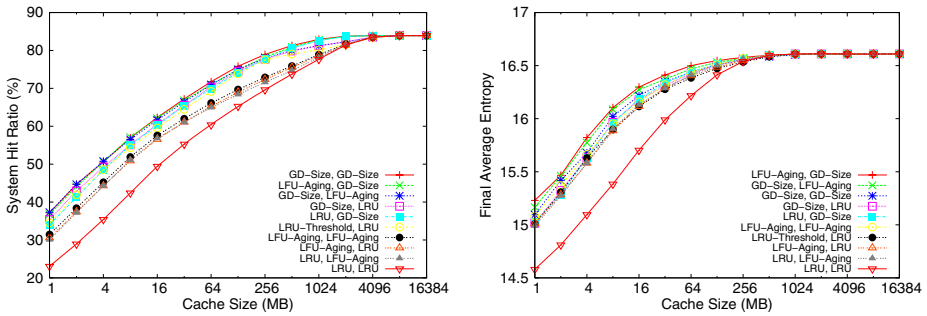 System Hit Ratio (%)
90
80
70
60
50
40
30
20
GD-Size, GD-Size
LFU-Aging, GD-Size
GD-Size, LFU-Aging
GD-Size, LRU
LRU, GD-Size
LRU-Threshold, LRU
LFU-Aging, LFU-Aging
LFU-Aging, LRU
LRU, LFU-Aging
LRU, LRU
1 4 16 64 256 1024 4096 16384
Cache Size (MB)
Final Average Entropy
17
16.5
16
15.5
15
14.5
LFU-Aging, GD-Size
GD-Size, LFU-Aging
GD-Size, GD-Size
GD-Size, LRU
LRU, GD-Size
LFU-Aging, LFU-Aging
LRU-Threshold, LRU
LFU-Aging, LRU
LRU, LFU-Aging
LRU, LRU
1 4 16 64 256 1024 4096 16384
Cache Size (MB)